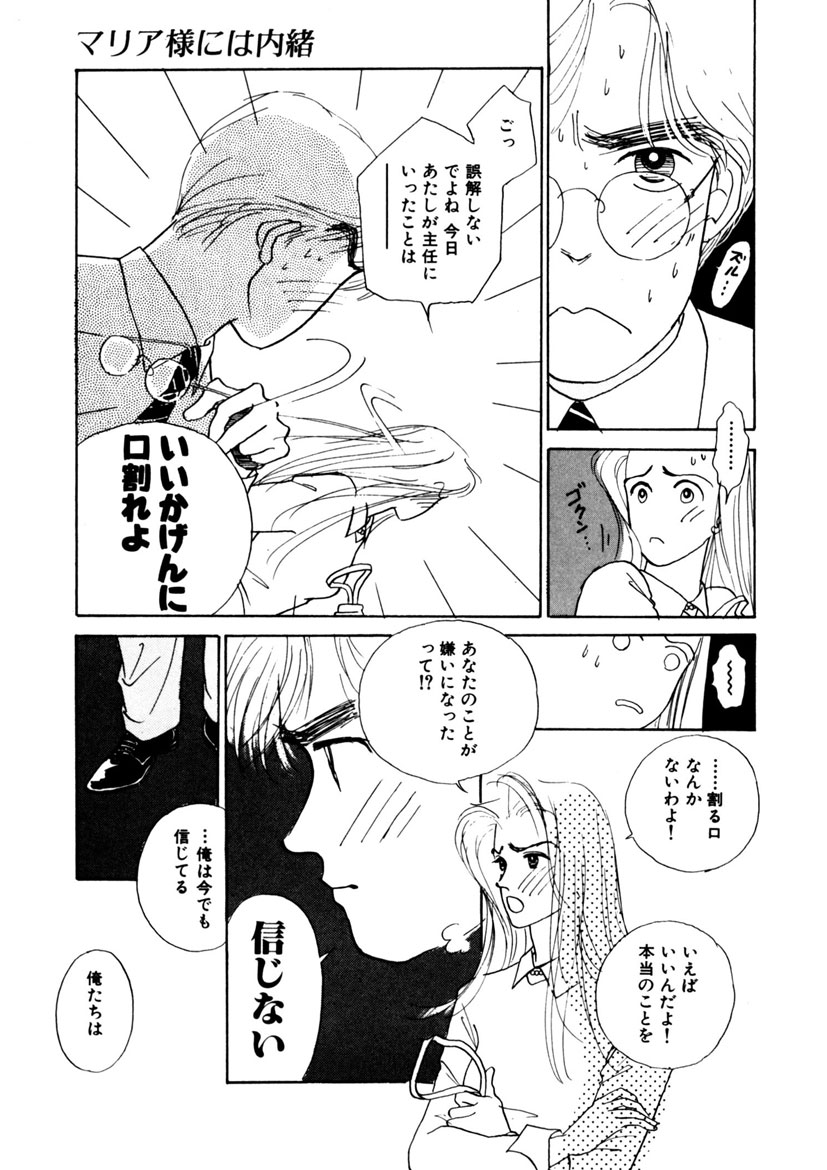 マリア様には内緒
ズル…
ごっ
誤解しない
でよね 今日
あたしが主任に
いったことは
――
いいかげんに
口割れよ
………
ゴクン…
〜〜〜
……割る口
なんか
ないわよ!
いえば
いいんだよ!
本当のことを
あなたのことが
嫌いになった
って!?
信じない
…俺は今でも
信じてる
俺たちは